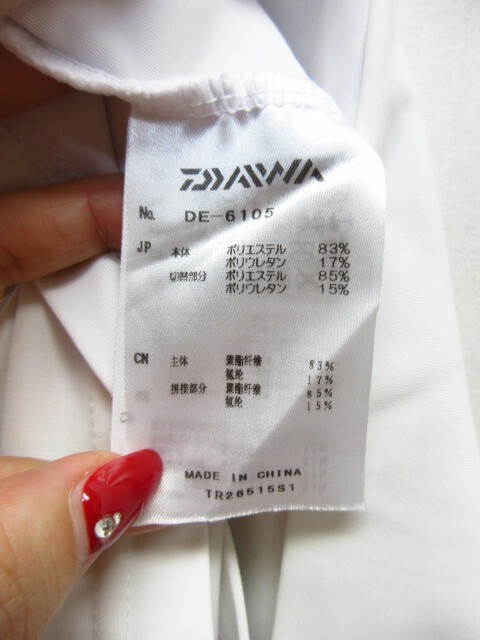 DAIWA
No. DE-6105
JP 本体 ポリエステル 83%
ポリウレタン 17%
切替部分 ポリエステル 85%
ポリウレタン 15%
CN 主体 聚酯纤维 83%
氨纶 17%
拼接部分 聚酯纤维 85%
氨纶 15%
MADE IN CHINA
TR26515S1